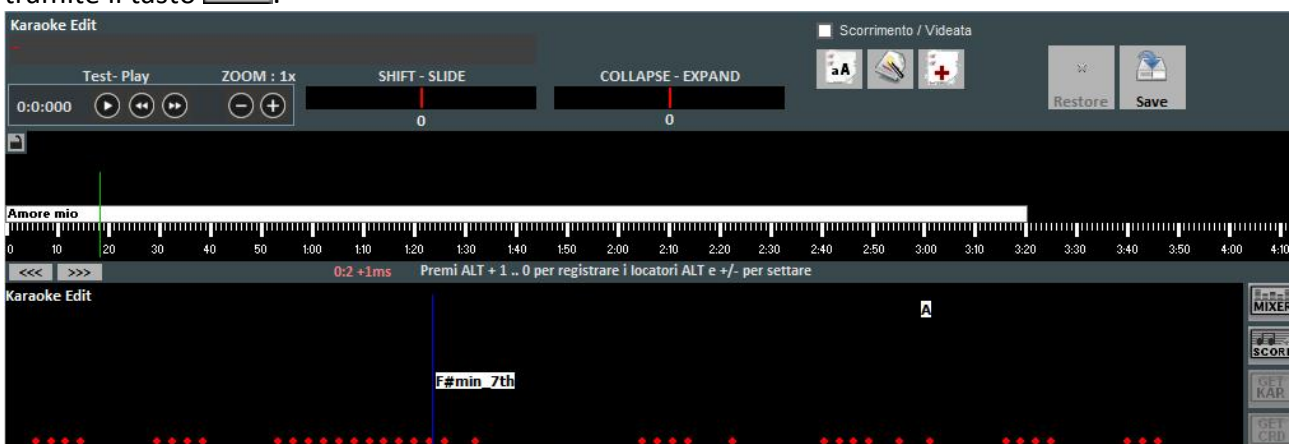 tramite il tasto .
Karaoke Edit
Scorrimento / Videata
Test- Play ZOOM : 1x SHIFT - SLIDE COLLAPSE - EXPAND
aA
0:0:000
Restore Save
0 0
Amore mio
0 10 20 30 40 50 1:00 1:10 1:20 1:30 1:40 1:50 2:00 2:10 2:20 2:30 2:40 2:50 3:00 3:10 3:20 3:30 3:40 3:50 4:00 4:10
<<< >>> 0:2 +1ms Premi ALT + 1 .. 0 per registrare i locatori ALT e +/- per settare
Karaoke Edit
A
MIXER
SCORE
F#min_7th
GET
KAR
GET
CRD